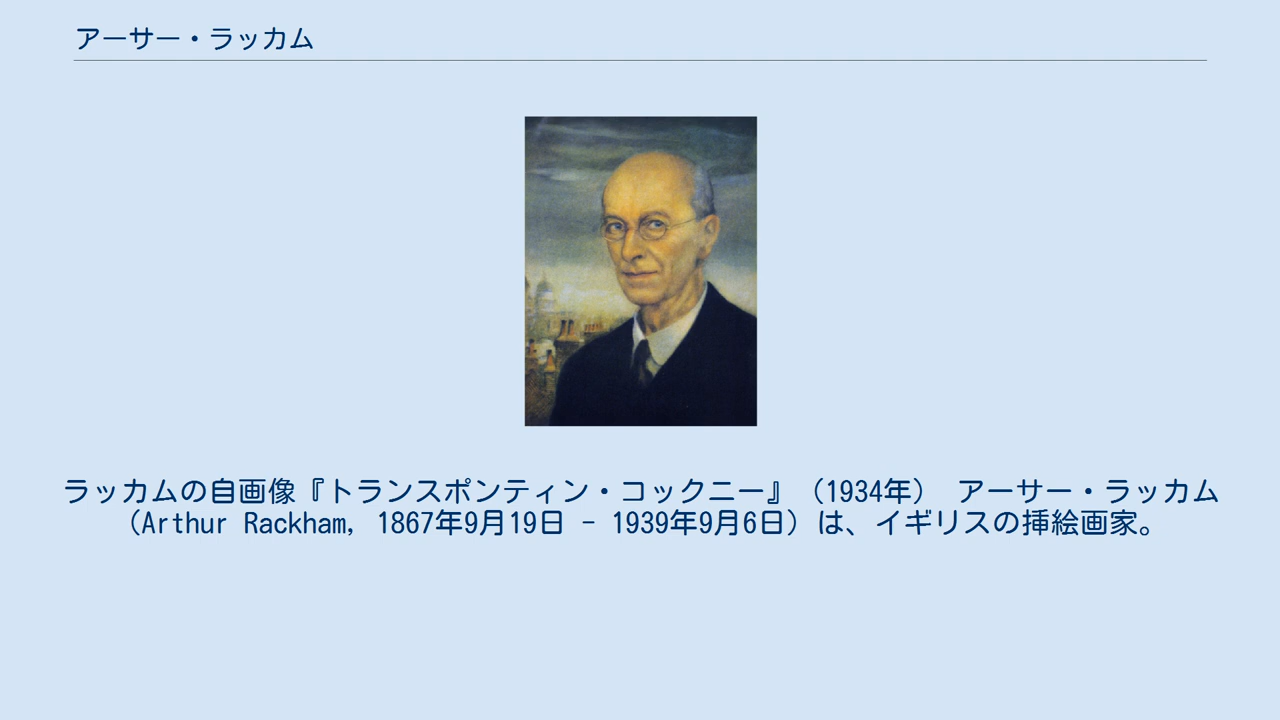 アーサー・ラッカム
ラッカムの自画像『トランスポンティン・コックニー』（1934年） アーサー・ラッカム
（Arthur Rackham, 1867年9月19日 - 1939年9月6日）は、イギリスの挿絵画家。